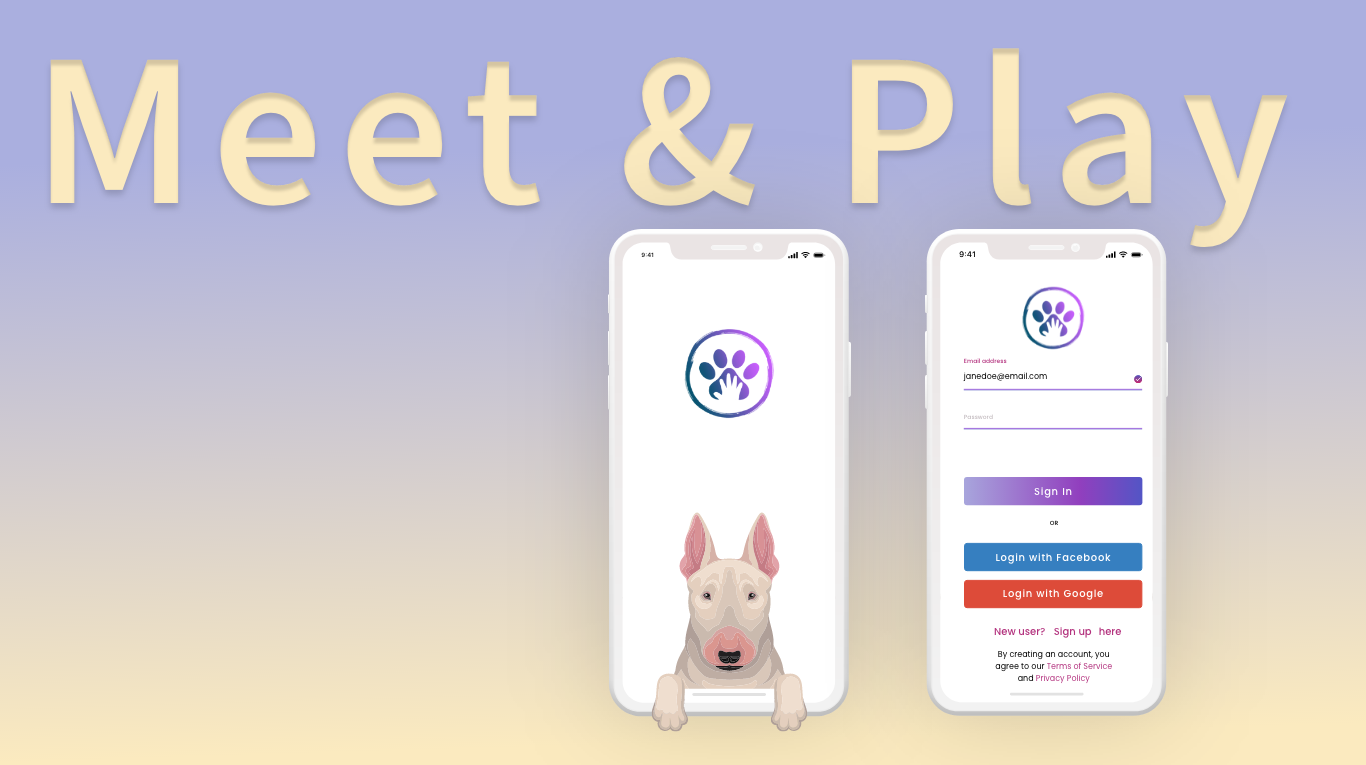 Meet & Play
9:41
9:41
Email address
janedoe@email.com
Password
Sign In
OR
Login with Facebook
Login with Google
New user? Sign up here
By creating an account, you
agree to our Terms of Service
and Privacy Policy